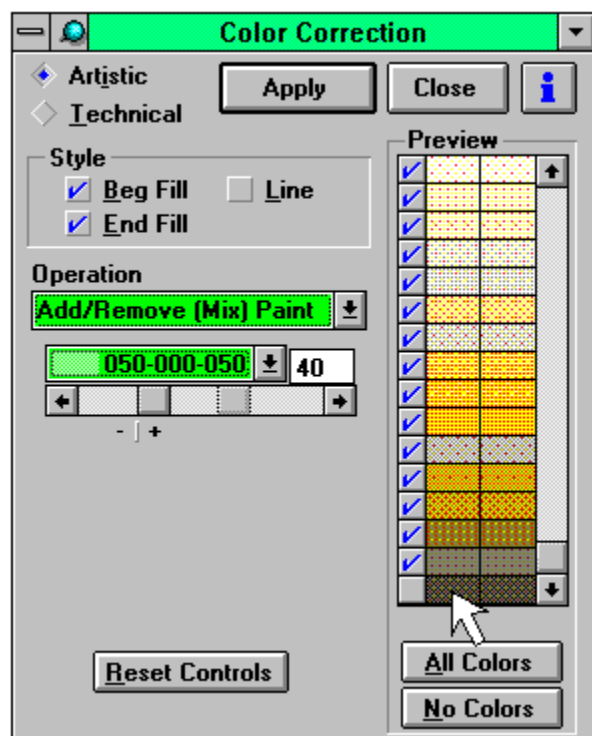 Color Correction
Artistic
Technical
Apply
Close
i
Style
Beg Fill
Line
End Fill
Operation
Add/Remove (Mix) Paint
050-000-050
40
- +
Reset Controls
Preview
All Colors
No Colors